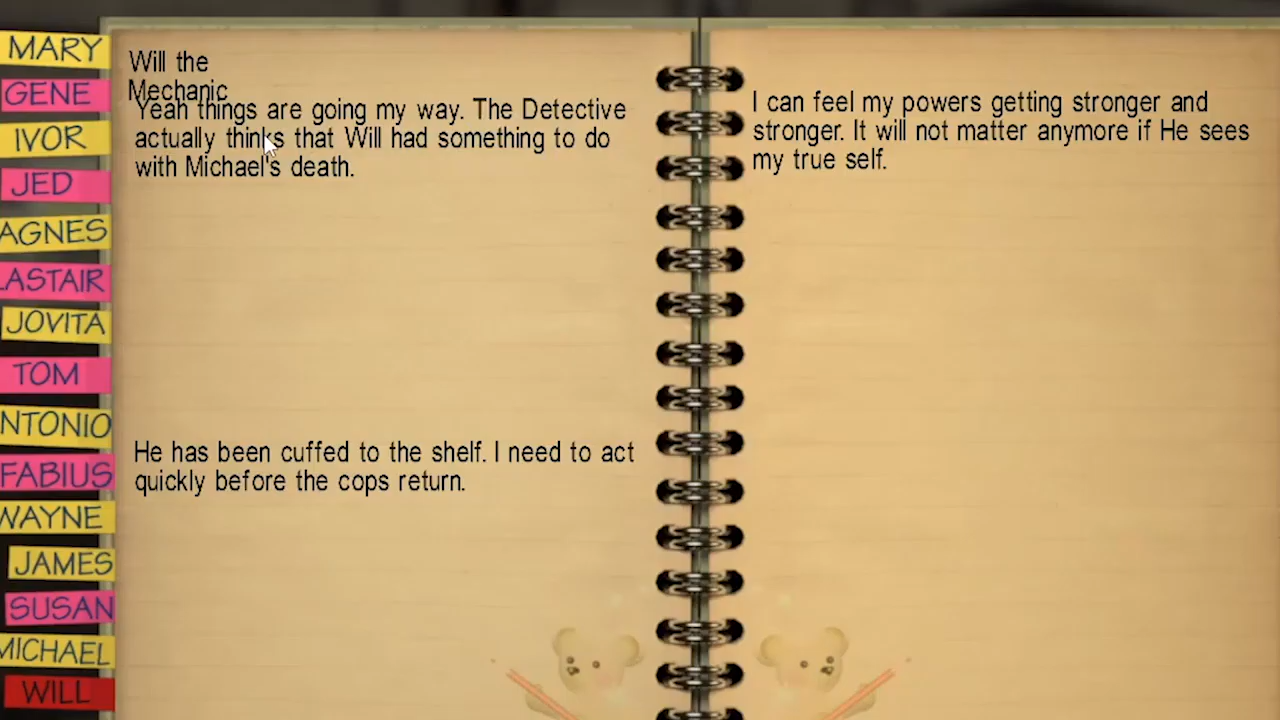 MARY
GENE
IVOR
JED
AGNES
LASTAIR
JOVITA
TOM
NTONIO
FABIUS
WAYNE
JAMES
SUSAN
MICHAEL
WILL
Will the
Mechanic
Yeah things are going my way. The Detective
actually thinks that Will had something to do
with Michael's death.
He has been cuffed to the shelf. I need to act
quickly before the cops return.
I can feel my powers getting stronger and
stronger. It will not matter anymore if He sees
my true self.